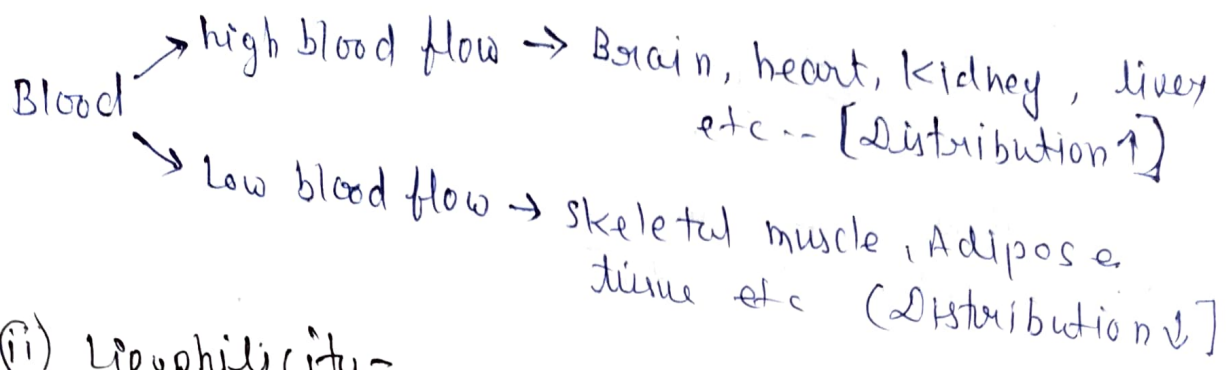 Blood
→ high blood flow → Brain, heart, Kidney, liver
etc -- [Distribution ↑]
→ Low blood flow → Skeletal muscle, Adipose
tissue etc (Distribution ↓]
(ii) Lipophilicity -